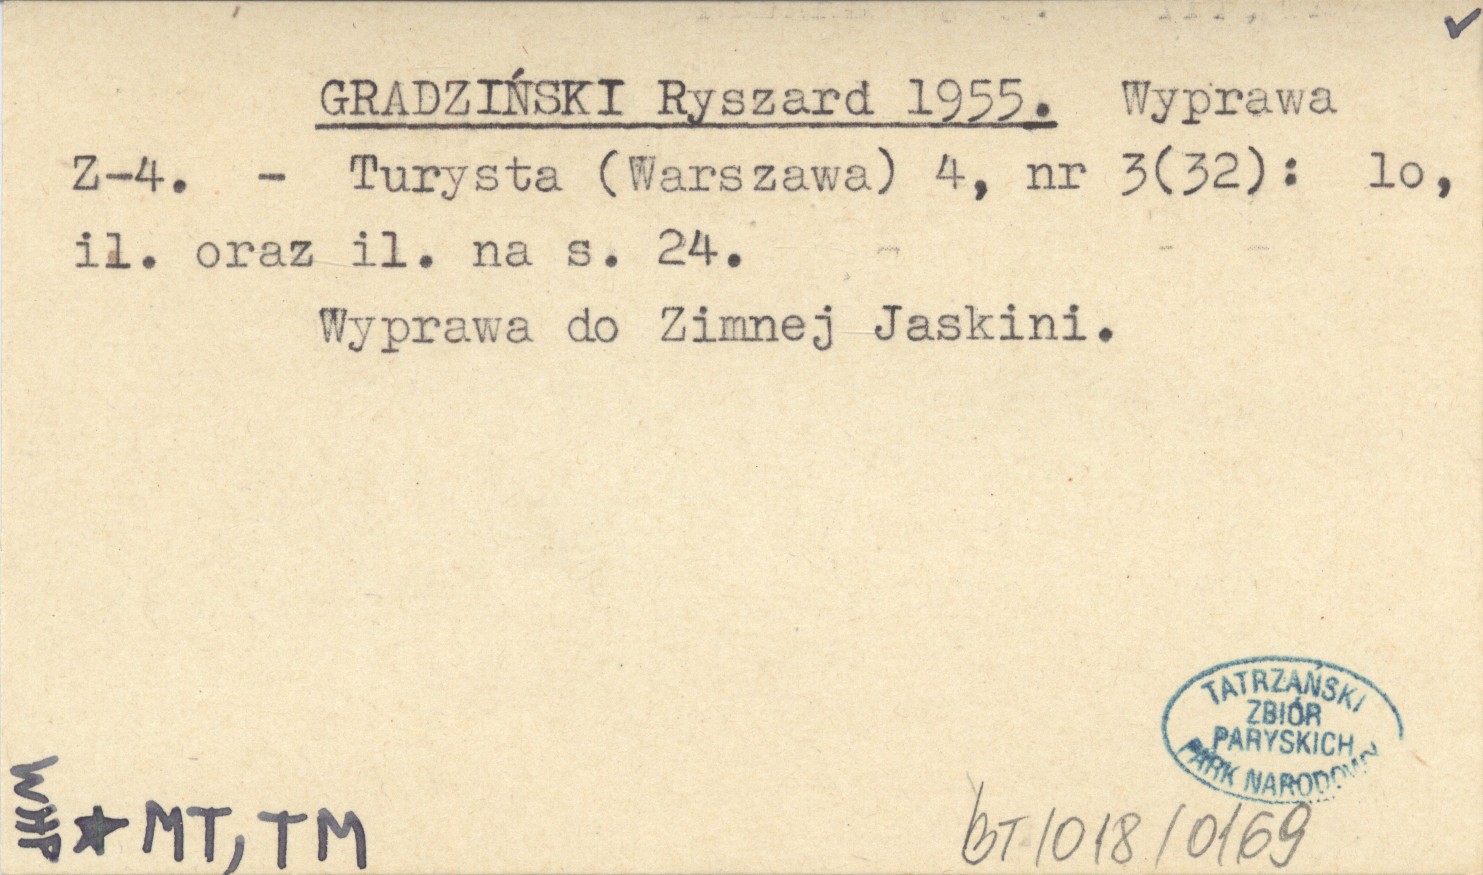 GRADZIŃSKI Ryszard 1955. Wyprawa
Z-4. - Turysta (Warszawa) 4, nr 3(32): lo,
il. oraz il. na s. 24.
Wyprawa do Zimnej Jaskini.
TATRZAŃSKI
ZBIÓR
PARYSKICH
PARK NARODOWY
WHP
★ MT, TM
BT/018/0169